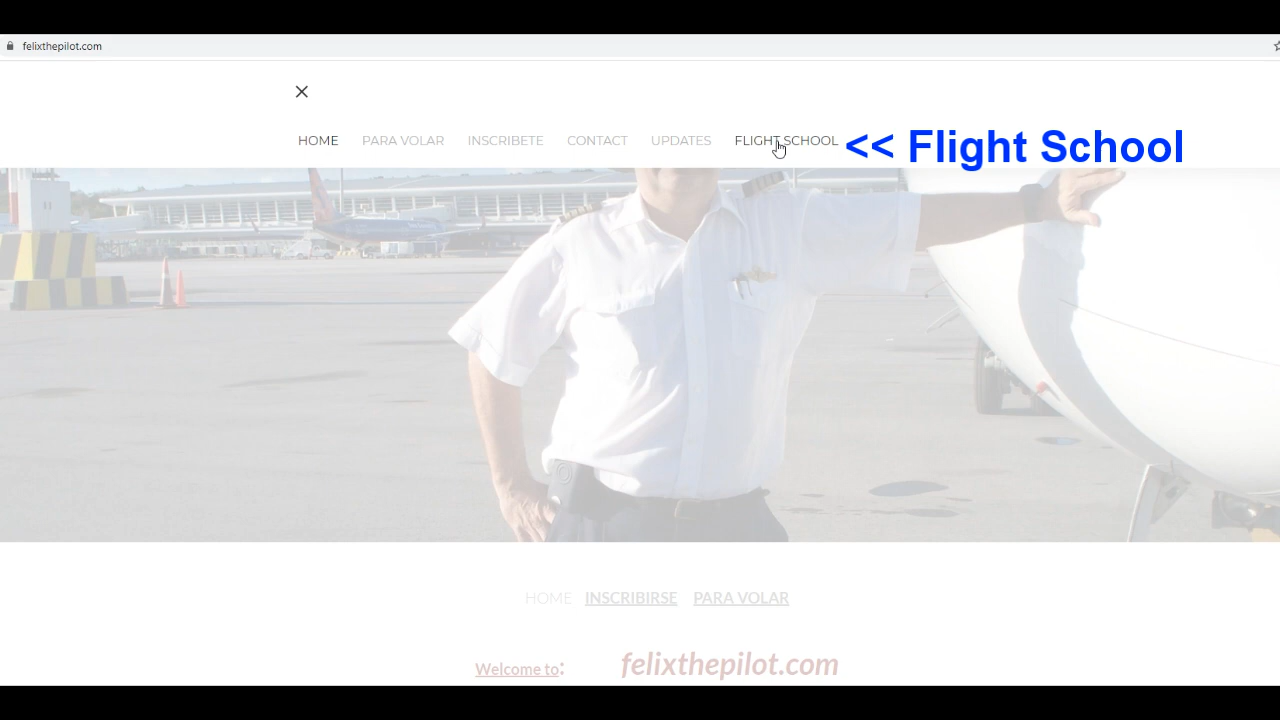 felixthepilot.com
HOME PARA VOLAR INSCRIBETE CONTACT UPDATES FLIGHT SCHOOL << Flight School
HOME INSCRIBIRSE PARA VOLAR
Welcome to: felixthepilot.com